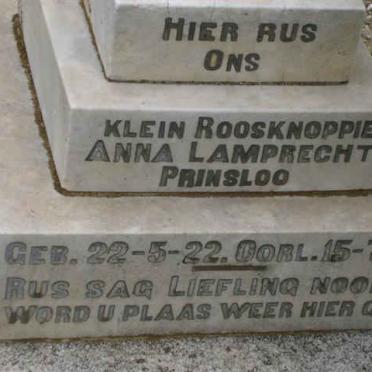 HIER RUS
ONS
KLEIN ROOSKNOPPIE
ANNA LAMPRECHT
PRINSLOO
GEB. 22-5-22. OORL. 15-
RUS SAG LIEFLING
WORD U PLAAS WEER HIER